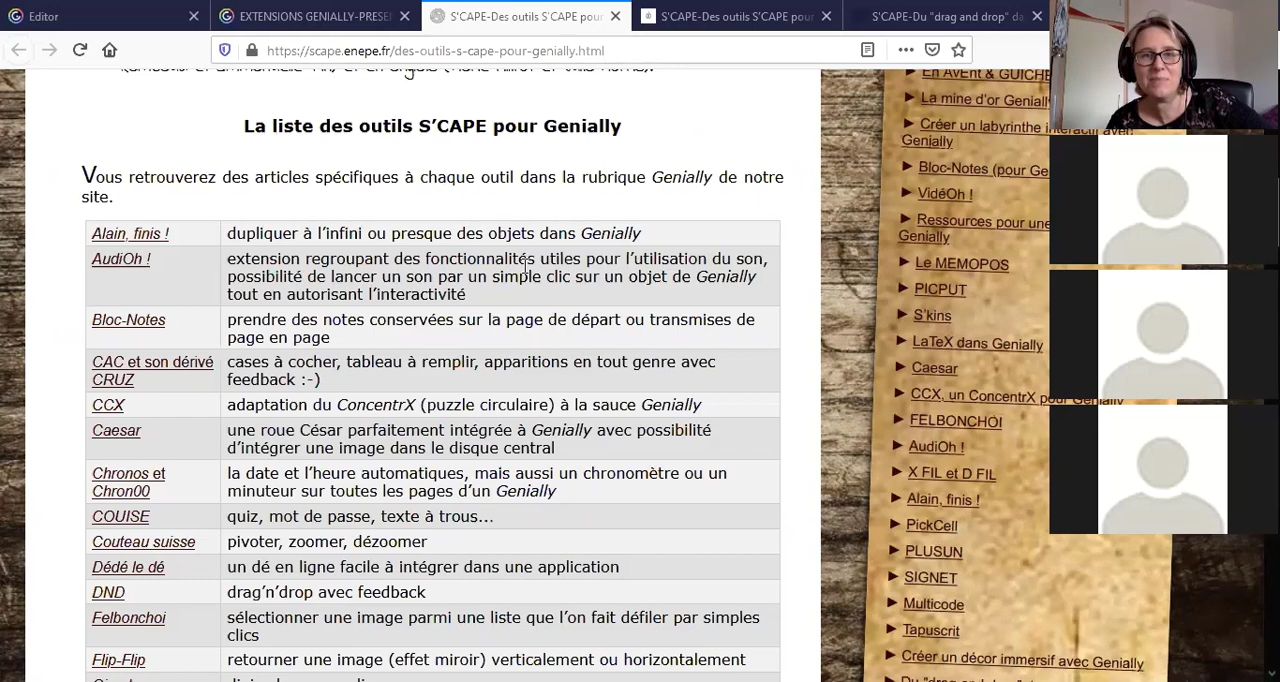 Editor
EXTENSIONS GENIALLY-PRESE
S'CAPE-Des outils S'CAPE pour
S'CAPE-Des outils S'CAPE pour
S'CAPE-Du "drag and drop" da
https://scape.enepe.fr/des-outils-s-cape-pour-genially.html
La liste des outils S'CAPE pour Genially
Vous retrouverez des articles spécifiques à chaque outil dans la rubrique Genially de notre
site.
Alain, finis ! dupliquer à l'infini ou presque des objets dans Genially
AudiOh ! extension regroupant des fonctionnalités utiles pour l'utilisation du son,
possibilité de lancer un son par un simple clic sur un objet de Genially
tout en autorisant l'interactivité
Bloc-Notes prendre des notes conservées sur la page de départ ou transmises de
page en page
CAC et son dérivé cases à cocher, tableau à remplir, apparitions en tout genre avec
CRUZ feedback :-)
CCX adaptation du ConcentrX (puzzle circulaire) à la sauce Genially
Caesar une roue César parfaitement intégrée à Genially avec possibilité
d'intégrer une image dans le disque central
Chronos et la date et l'heure automatiques, mais aussi un chronomètre ou un
Chron00 minuteur sur toutes les pages d'un Genially
COUISE quiz, mot de passe, texte à trous...
Couteau suisse pivoter, zoomer, dézoomer
Dédé le dé un dé en ligne facile à intégrer dans une application
DND drag'n'drop avec feedback
Felbonchoi sélectionner une image parmi une liste que l'on fait défiler par simples
clics
Flip-Flip retourner une image (effet miroir) verticalement ou horizontalement
► En AvEnt & GUICHE
► La mine d'or Genially
► Créer un labyrinthe interactif avec
Genially
► Bloc-Notes (pour Ge
► VidéOh !
► Ressources pour une
Genially
► Le MEMOPOS
► PICPUT
► S'kins
► LaTeX dans Genially
► Caesar
► CCX, un ConcentrX pour Genially
► FELBONCHOI
► AudiOh !
► X FIL et D FIL
► Alain, finis !
► PickCell
► PLUSUN
► SIGNET
► Multicode
► Tapuscrit
► Créer un décor immersif avec Genially